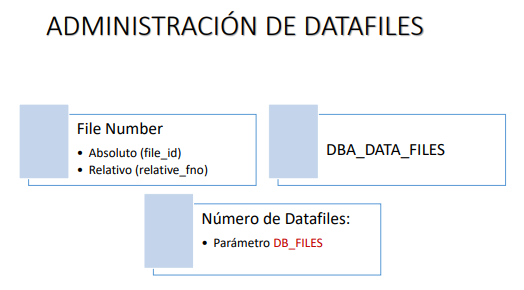 ADMINISTRACIÓN DE DATAFILES
File Number
• Absoluto (file_id)
• Relativo (relative_fno)
DBA_DATA_FILES
Número de Datafiles:
• Parámetro DB_FILES